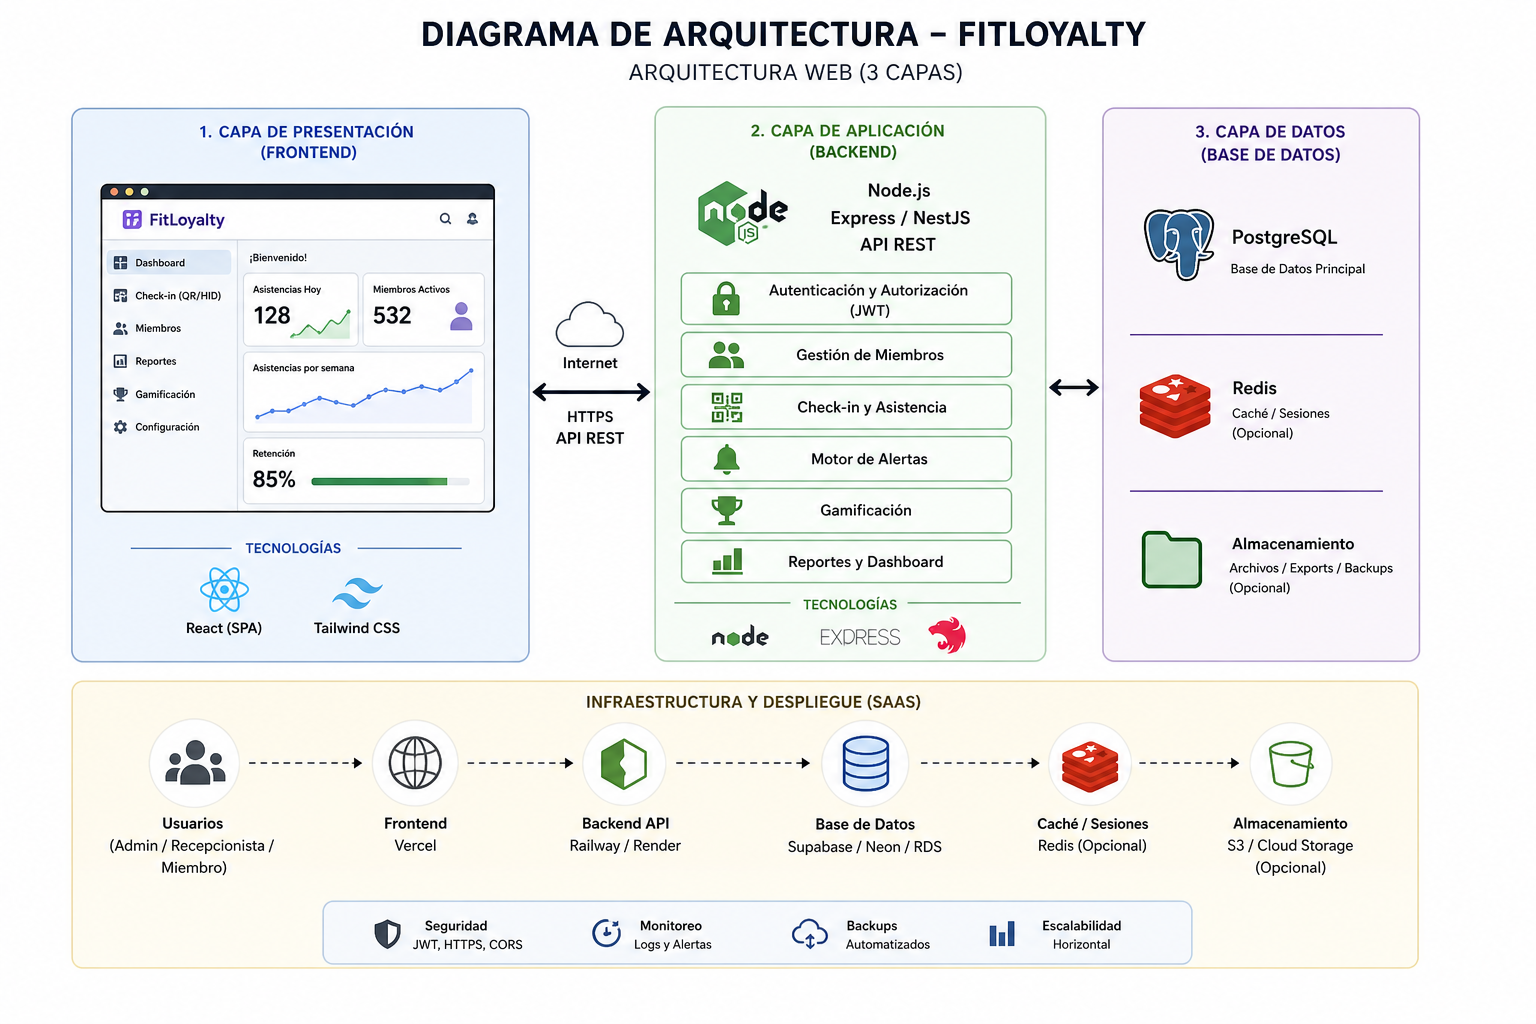 DIAGRAMA DE ARQUITECTURA – FITLOYALTY
ARQUITECTURA WEB (3 CAPAS)
1. CAPA DE PRESENTACIÓN
(FRONTEND)
FitLoyalty
Dashboard
Check-in (QR/HID)
Miembros
Reportes
Gamificación
Configuración
¡Bienvenido!
Asistencias Hoy
128
Miembros Activos
532
Asistencias por semana
Retención
85%
TECNOLOGÍAS
React (SPA)
Tailwind CSS
Internet
HTTPS
API REST
2. CAPA DE APLICACIÓN
(BACKEND)
node
JS
Node.js
Express / NestJS
API REST
Autenticación y Autorización
(JWT)
Gestión de Miembros
Check-in y Asistencia
Motor de Alertas
Gamificación
Reportes y Dashboard
TECNOLOGÍAS
node
EXPRESS
3. CAPA DE DATOS
(BASE DE DATOS)
PostgreSQL
Base de Datos Principal
Redis
Caché / Sesiones
(Opcional)
Almacenamiento
Archivos / Exports / Backups
(Opcional)
INFRAESTRUCTURA Y DESPLIEGUE (SAAS)
Usuarios
(Admin / Recepcionista /
Miembro)
Frontend
Vercel
Backend API
Railway / Render
Base de Datos
Supabase / Neon / RDS
Caché / Sesiones
Redis (Opcional)
Almacenamiento
S3 / Cloud Storage
(Opcional)
Seguridad
JWT, HTTPS, CORS
Monitoreo
Logs y Alertas
Backups
Automatizados
Escalabilidad
Horizontal